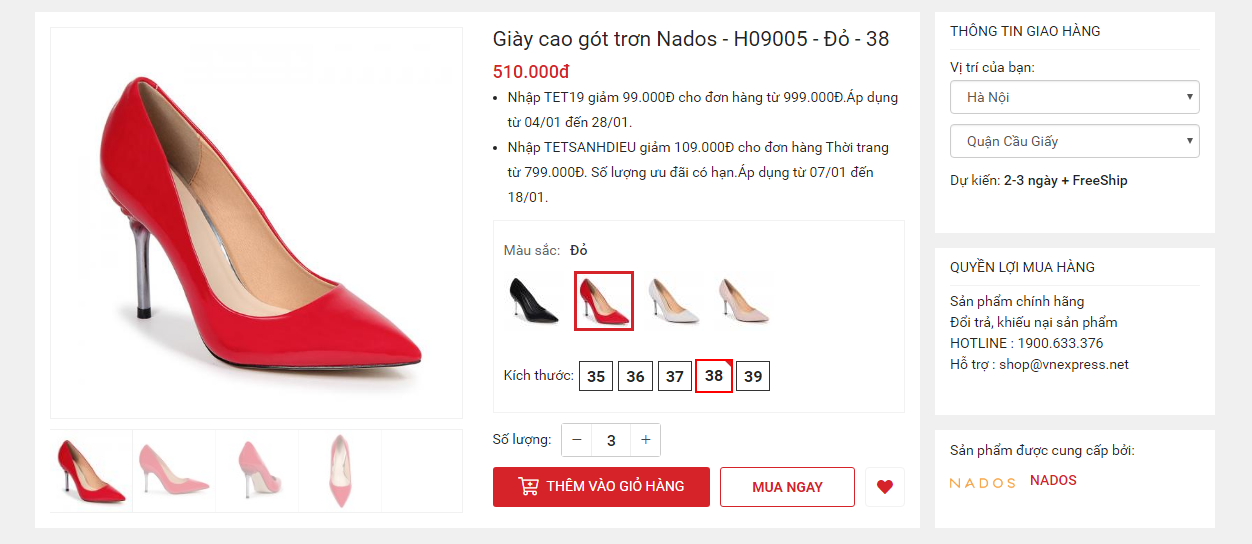 Giày cao gót trơn Nados - H09005 - Đỏ - 38
510.000đ
Nhập TET19 giảm 99.000Đ cho đơn hàng từ 999.000Đ.Áp dụng
từ 04/01 đến 28/01.
Nhập TETSANHDIEU giảm 109.000Đ cho đơn hàng Thời trang
từ 799.000Đ. Số lượng ưu đãi có hạn.Áp dụng từ 07/01 đến
18/01.
Màu sắc: Đỏ
Kích thước: 35 36 37 38 39
Số lượng: − 3 +
THÊM VÀO GIỎ HÀNG MUA NGAY
THÔNG TIN GIAO HÀNG
Vị trí của bạn:
Hà Nội
Quận Cầu Giấy
Dự kiến: 2-3 ngày + FreeShip
QUYỀN LỢI MUA HÀNG
Sản phẩm chính hãng
Đổi trả, khiếu nại sản phẩm
HOTLINE : 1900.633.376
Hỗ trợ : shop@vnexpress.net
Sản phẩm được cung cấp bởi:
NADOS NADOS